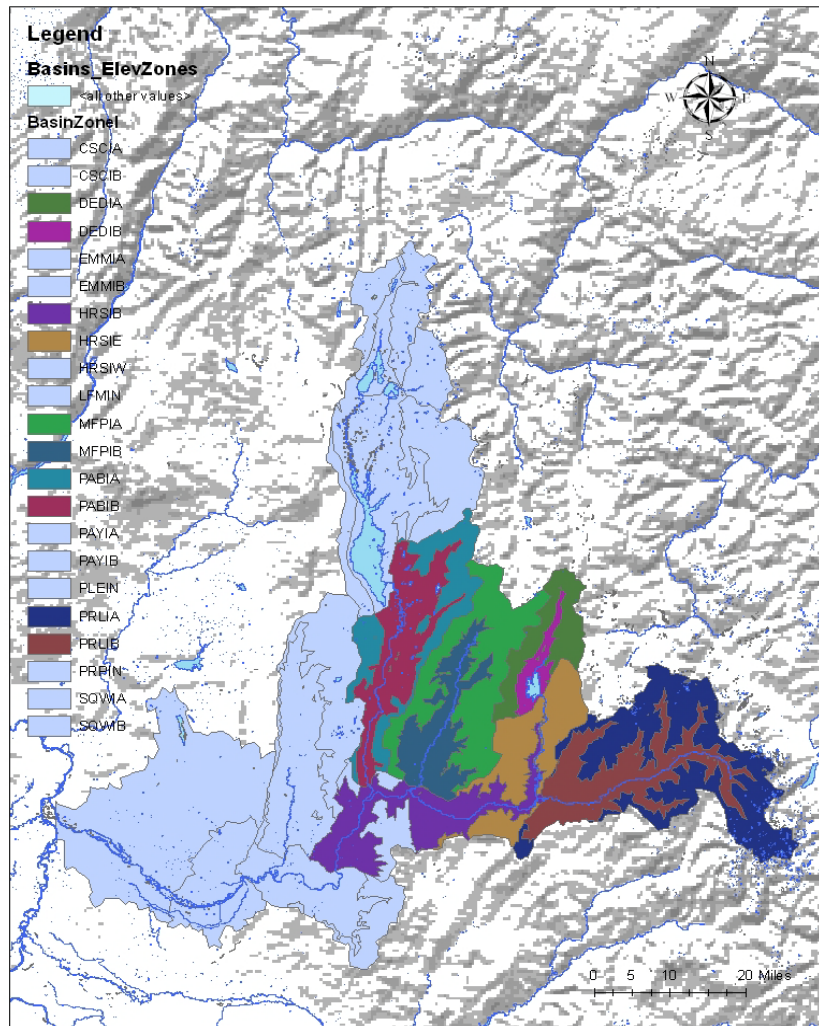 Legend
Basins_ElevZones
<all other values>
BasinZonel
CSCIA
CSCIB
DEDIA
DEDIB
EMMIA
EMMIB
HRSIB
HRSIE
HRSIW
LFMIN
MFPIA
MFPIB
PABIA
PABIB
PAYIA
PAYIB
PLEIN
PRLIA
PRLIB
PRPIN
SQWIA
SQWIB
N
W
E
S
0 5 10 20 Miles